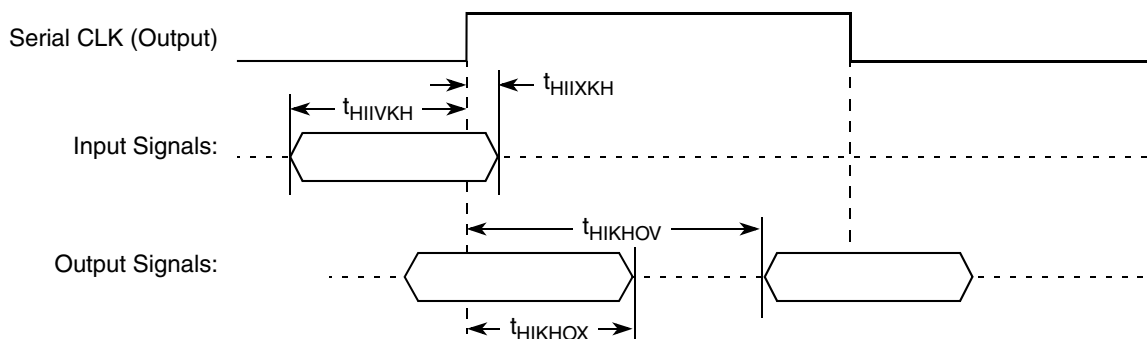 Serial CLK (Output)
tHIIXKH
tHIIVKH
Input Signals:
tHIKHOV
Output Signals:
tHIKHOX